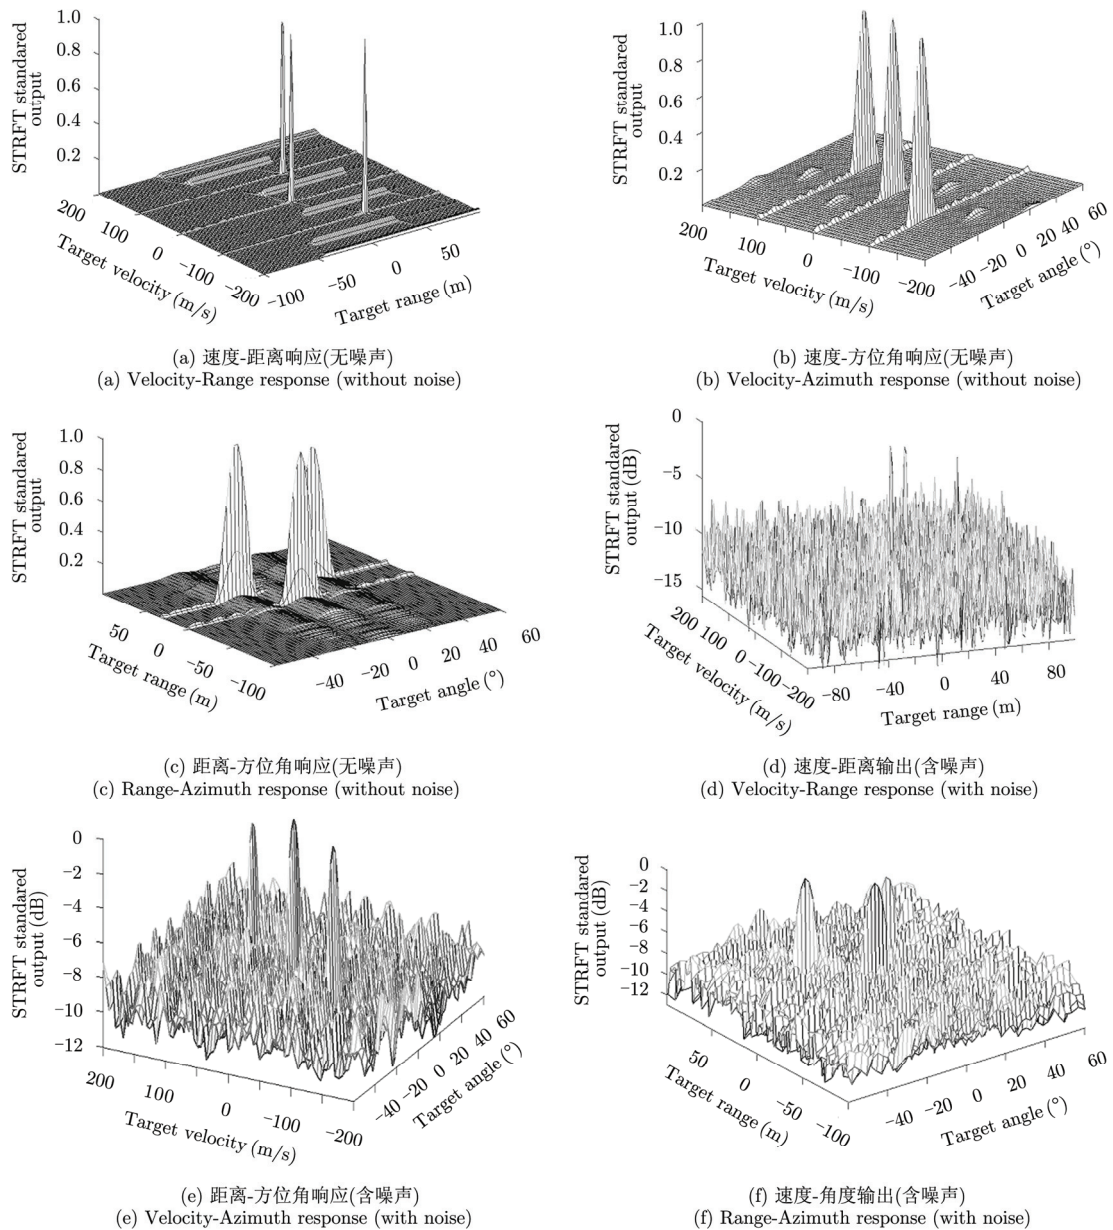 STRFT standared
output
1.0
0.8
0.6
0.4
0.2
200
100
0
−100
−200
Target velocity (m/s)
−100
−50
0
50
Target range (m)
(a) 速度-距离响应(无噪声)
(a) Velocity-Range response (without noise)
STRFT standared
output
1.0
0.8
0.6
0.4
0.2
200
100
0
−100
−200
Target velocity (m/s)
−40
−20
0
20
40
60
Target angle (°)
(b) 速度-方位角响应(无噪声)
(b) Velocity-Azimuth response (without noise)
STRFT standared
output
1.0
0.8
0.6
0.4
0.2
50
0
−50
−100
Target range (m)
−40
−20
0
20
40
60
Target angle (°)
(c) 距离-方位角响应(无噪声)
(c) Range-Azimuth response (without noise)
STRFT standared
output (dB)
0
−5
−10
−15
200
100
0
−100
−200
Target velocity (m/s)
−80
−40
0
40
80
Target range (m)
(d) 速度-距离输出(含噪声)
(d) Velocity-Range response (with noise)
STRFT standared
output (dB)
0
−2
−4
−6
−8
−10
−12
200
100
0
−100
−200
Target velocity (m/s)
−40
−20
0
20
40
60
Target angle (°)
(e) 距离-方位角响应(含噪声)
(e) Velocity-Azimuth response (with noise)
STRFT standared
output (dB)
0
−2
−4
−6
−8
−10
−12
50
0
−50
−100
Target range (m)
−40
−20
0
20
40
60
Target angle (°)
(f) 速度-角度输出(含噪声)
(f) Range-Azimuth response (with noise)